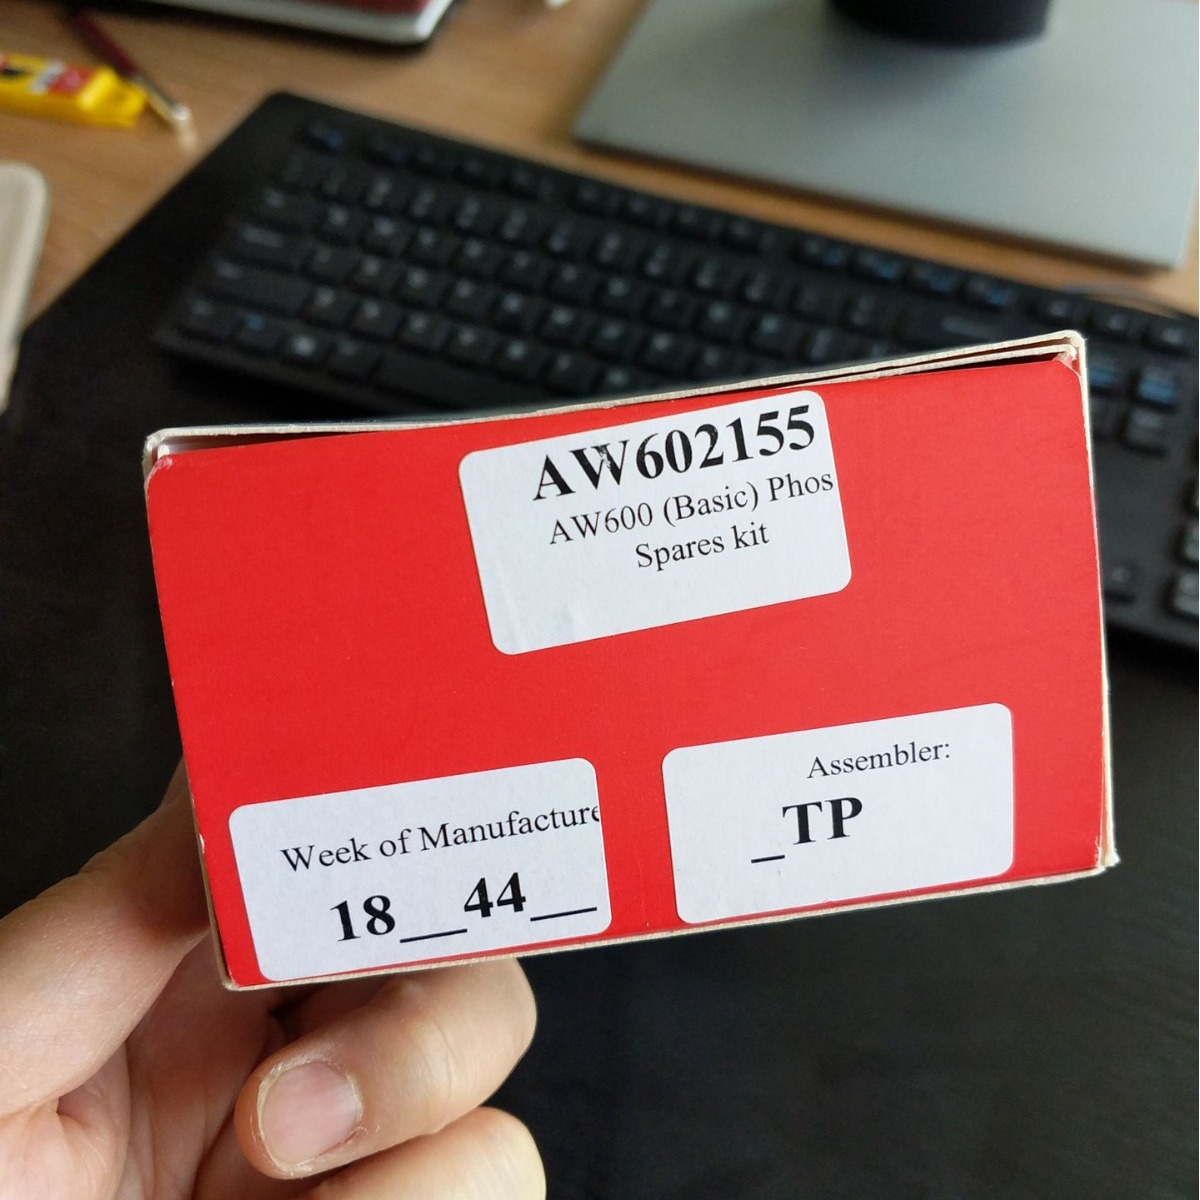 AW602155
AW600 (Basic) Phos
Spares kit
Week of Manufacture
18__44__
Assembler:
_TP